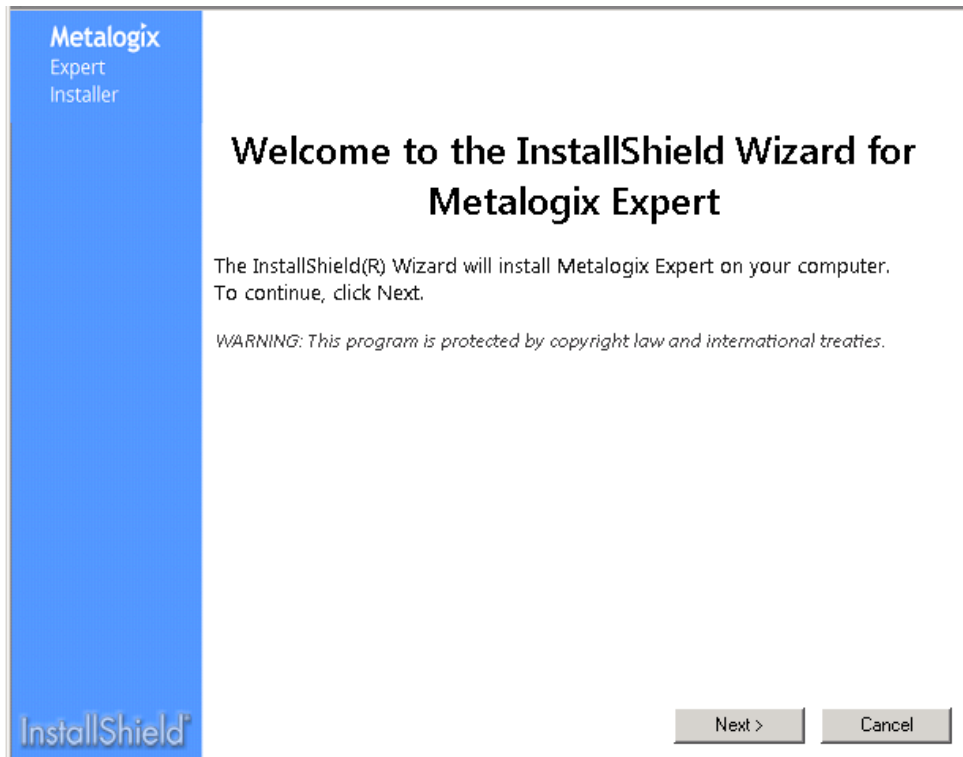 Metalogix
Expert
Installer
Welcome to the InstallShield Wizard for
Metalogix Expert
The InstallShield(R) Wizard will install Metalogix Expert on your computer.
To continue, click Next.
WARNING: This program is protected by copyright law and international treaties.
InstallShield®
Next >
Cancel